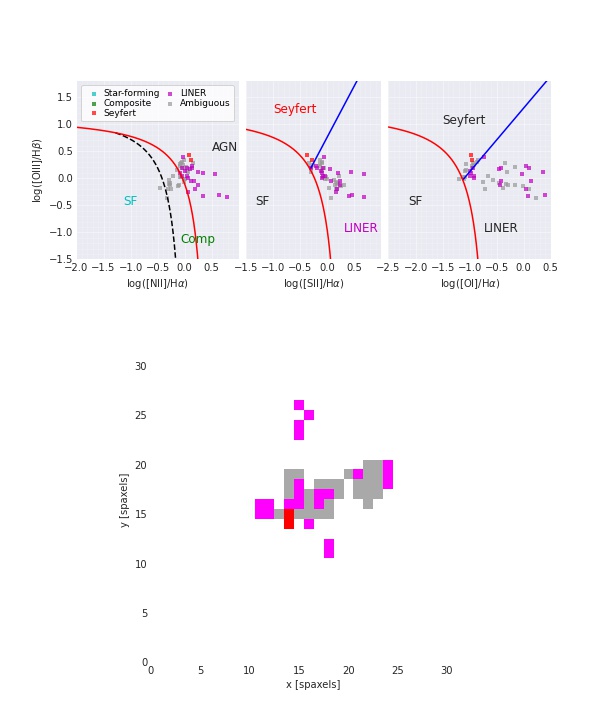 log([OIII]/Hβ)
1.5
1.0
0.5
0.0
−0.5
−1.0
−1.5
Star-forming
Composite
Seyfert
LINER
Ambiguous
AGN
SF
Comp
−2.0 −1.5 −1.0 −0.5 0.0 0.5
log([NII]/Hα)
Seyfert
SF
LINER
−1.0 −0.5 0.0 0.5
log([SII]/Hα)
Seyfert
SF
LINER
−2.5 −2.0 −1.5 −1.0 −0.5 0.0 0.5
log([OI]/Hα)
y [spaxels]
30
25
20
15
10
5
0
0 5 10 15 20 25 30
x [spaxels]